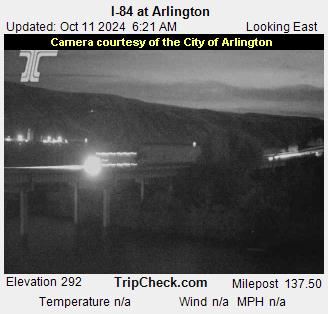 I-84 at Arlington
Updated: Oct 11 2024 6:21 AM Looking East
Camera courtesy of the City of Arlington
Elevation 292 TripCheck.com Milepost 137.50
Temperature n/a Wind n/a MPH n/a